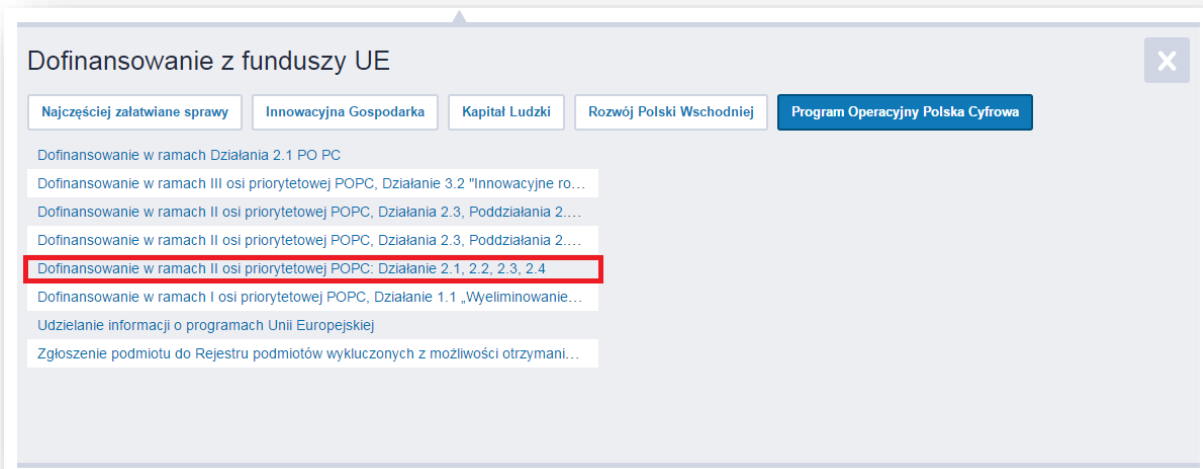 Dofinansowanie z funduszy UE
Najczęściej załatwiane sprawy
Innowacyjna Gospodarka
Kapitał Ludzki
Rozwój Polski Wschodniej
Program Operacyjny Polska Cyfrowa
Dofinansowanie w ramach Działania 2.1 PO PC
Dofinansowanie w ramach III osi priorytetowej POPC, Działanie 3.2 "Innowacyjne ro...
Dofinansowanie w ramach II osi priorytetowej POPC, Działania 2.3, Poddziałania 2....
Dofinansowanie w ramach II osi priorytetowej POPC, Działania 2.3, Poddziałania 2....
Dofinansowanie w ramach II osi priorytetowej POPC: Działanie 2.1, 2.2, 2.3, 2.4
Dofinansowanie w ramach I osi priorytetowej POPC, Działanie 1.1 „Wyeliminowanie...
Udzielanie informacji o programach Unii Europejskiej
Zgłoszenie podmiotu do Rejestru podmiotów wykluczonych z możliwości otrzymani...